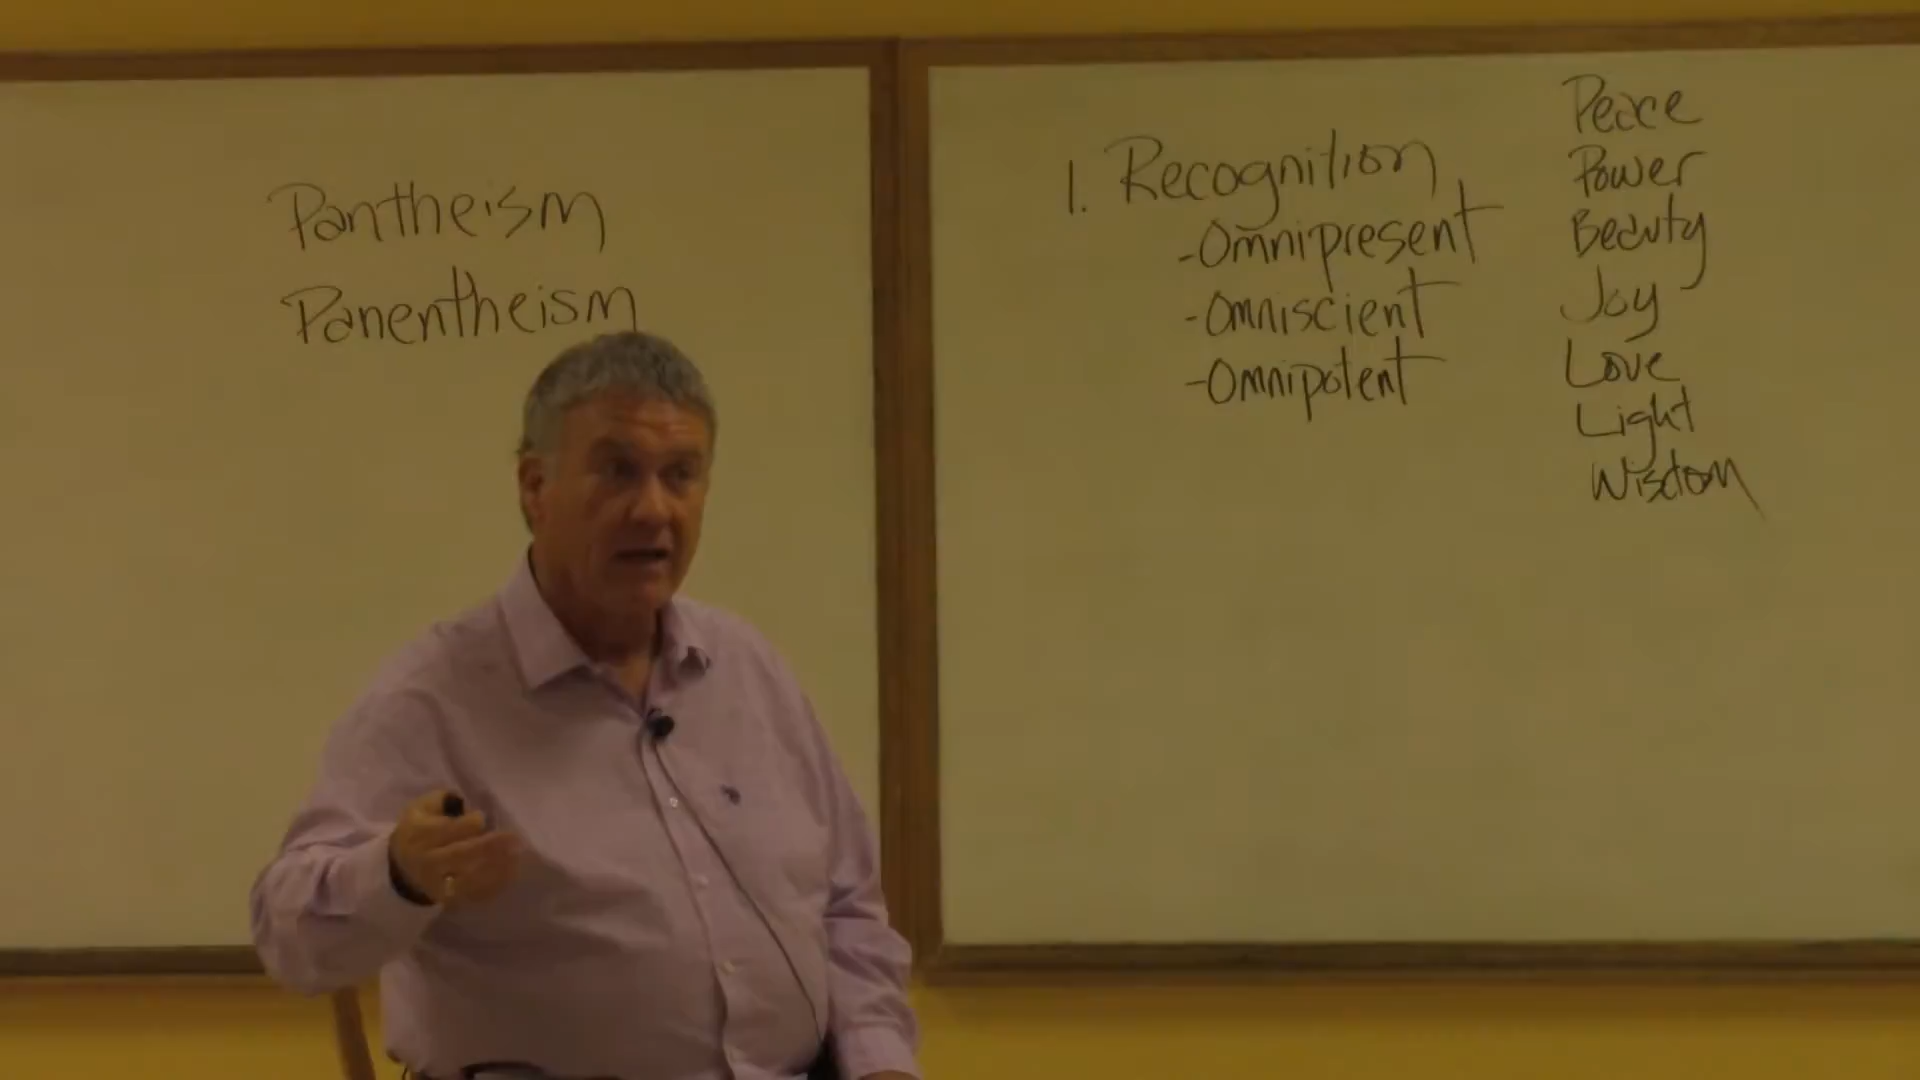 Pantheism
Panentheism
1. Recognition
-Omnipresent
-Omniscient
-Omnipotent
Peace
Power
Beauty
Joy
Love
Light
Wisdom